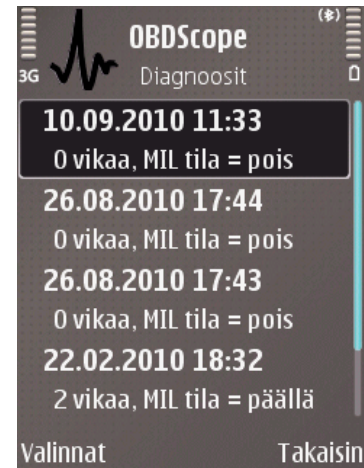 OBDScope
3G
Diagnoosit
10.09.2010 11:33
0 vikaa, MIL tila = pois
26.08.2010 17:44
0 vikaa, MIL tila = pois
26.08.2010 17:43
0 vikaa, MIL tila = pois
22.02.2010 18:32
2 vikaa, MIL tila = päällä
Valinnat Takaisin